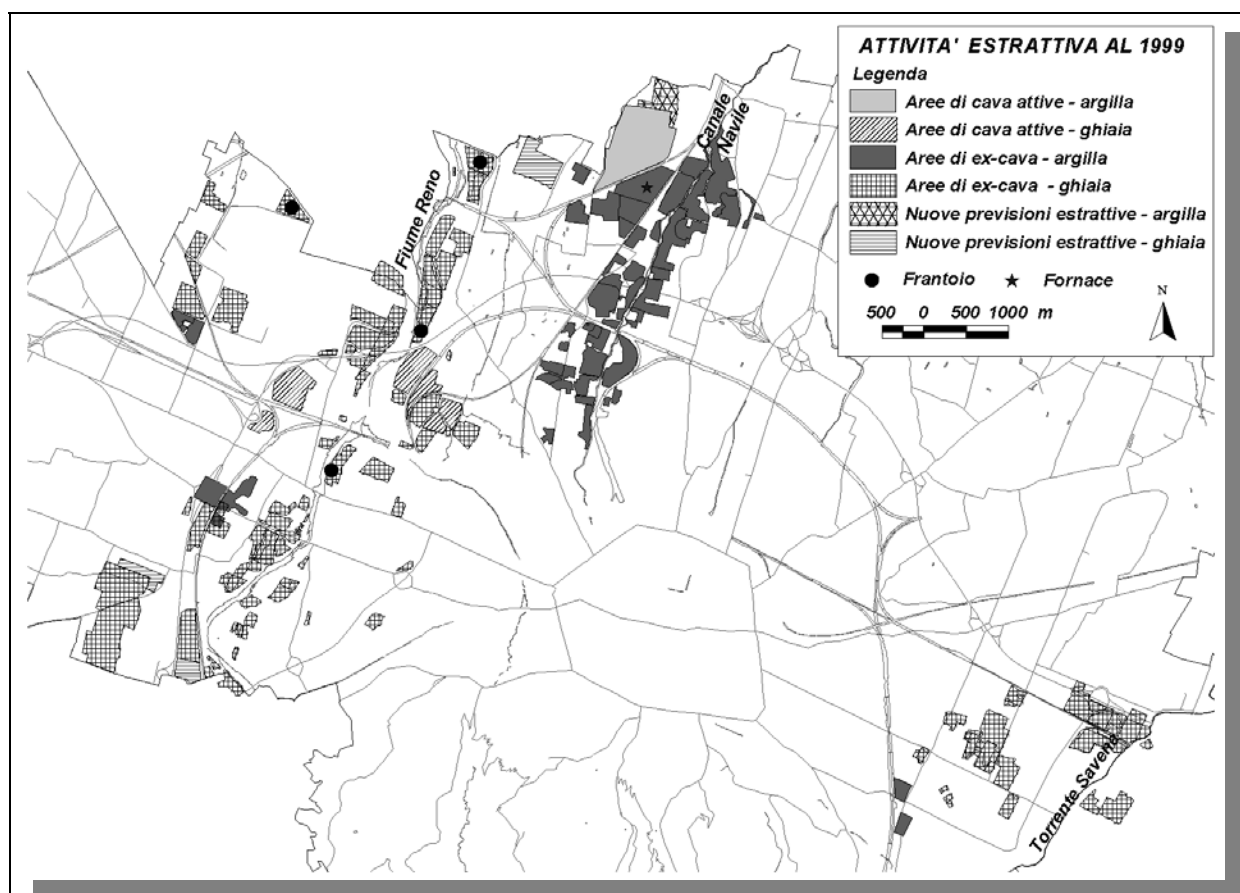 ATTIVITA' ESTRATTIVA AL 1999
Legenda
Aree di cava attive - argilla
Aree di cava attive - ghiaia
Aree di ex-cava - argilla
Aree di ex-cava - ghiaia
Nuove previsioni estrattive - argilla
Nuove previsioni estrattive - ghiaia
Frantoio Fornace
500 0 500 1000 m
N
Canale
Navile
Fiume Reno
Torrente Savena